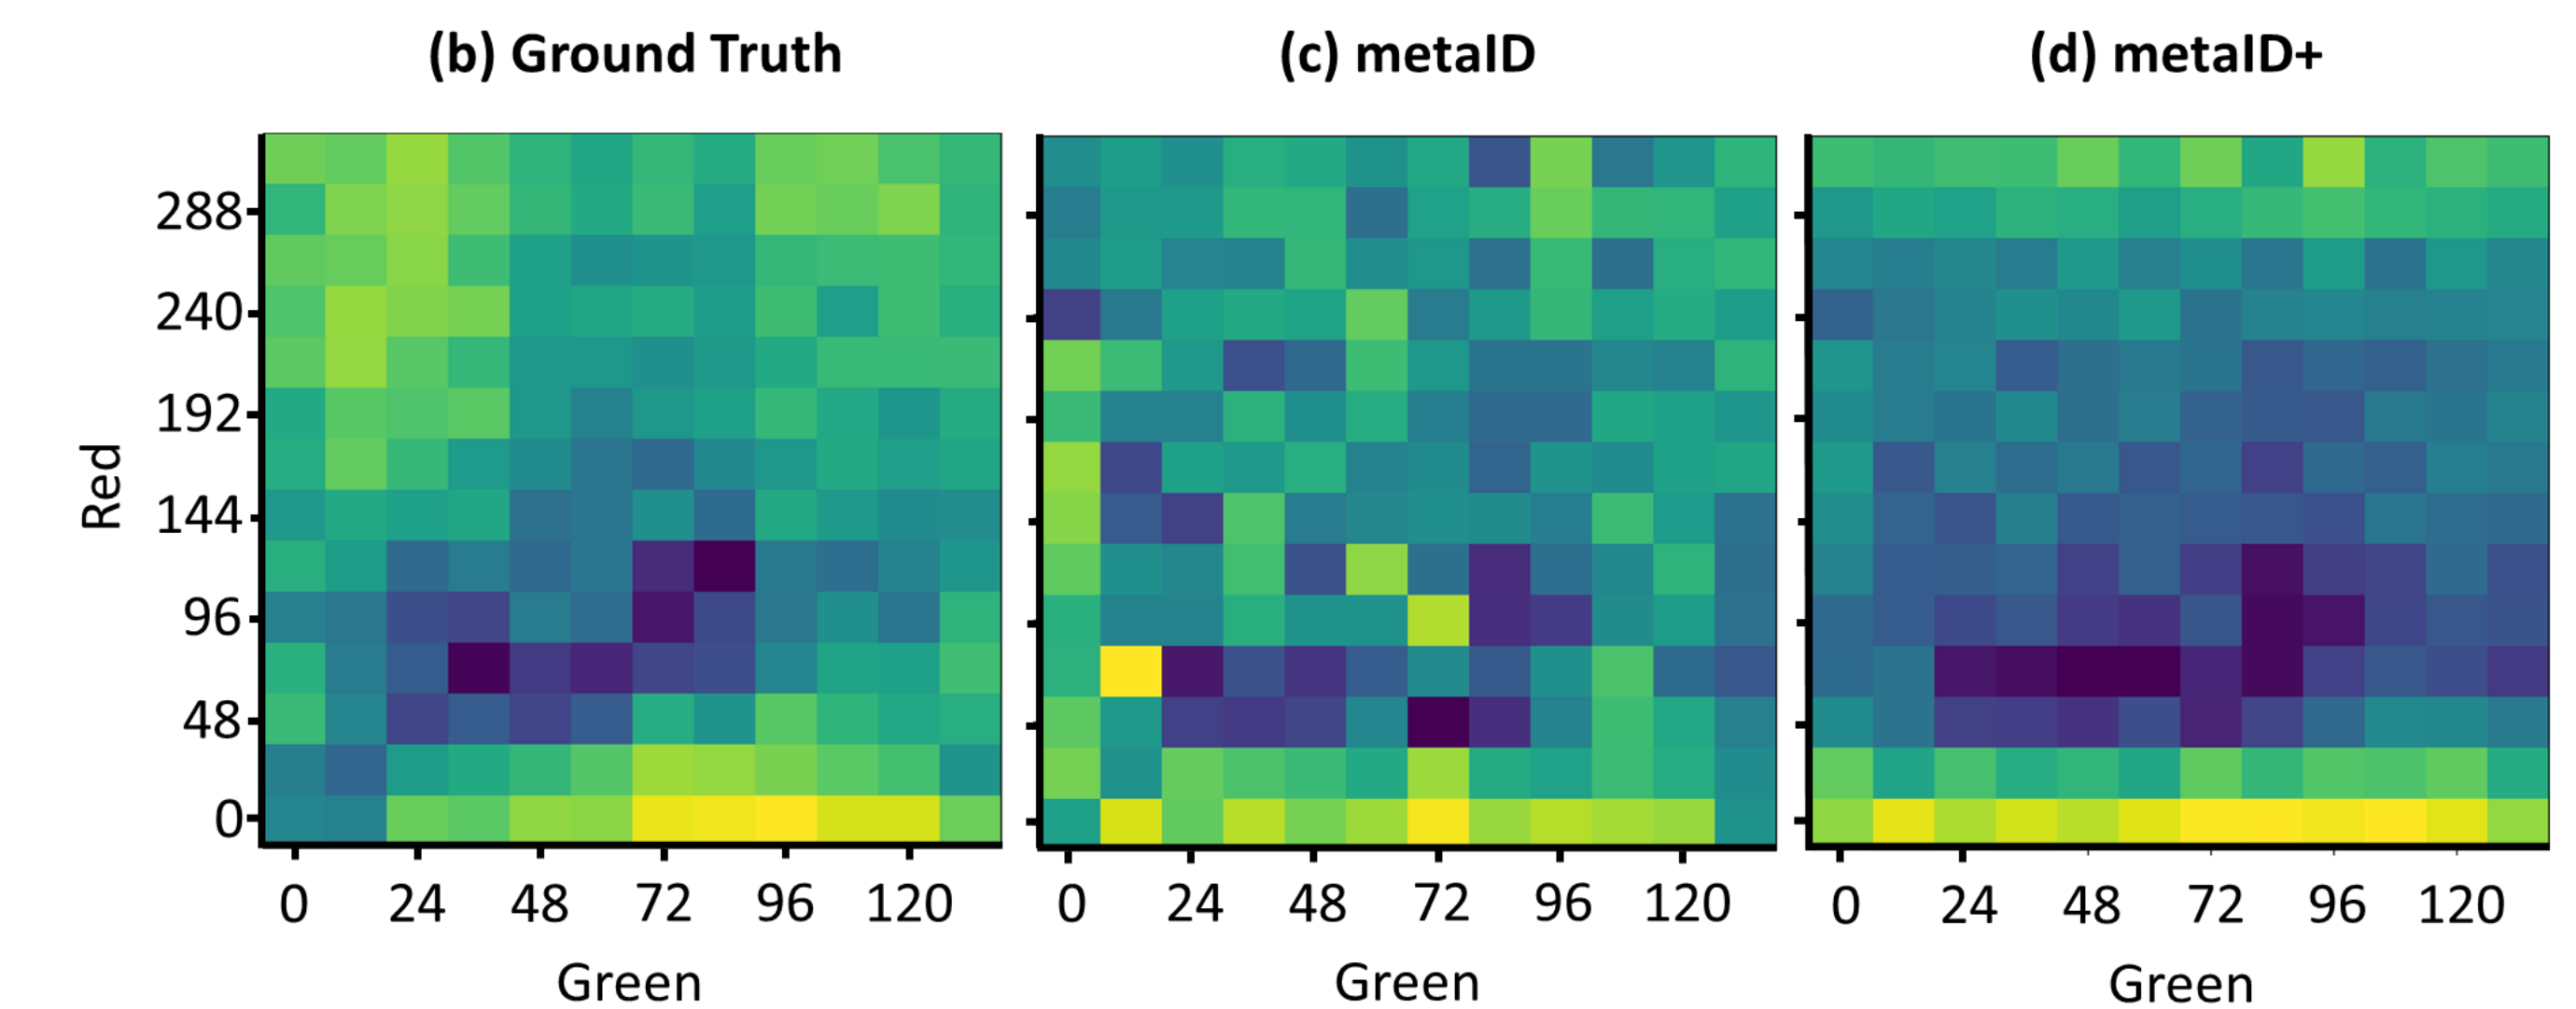 (b) Ground Truth
(c) metaID
(d) metaID+
288
240
192
144
96
48
0
Red
0 24 48 72 96 120
0 24 48 72 96 120
0 24 48 72 96 120
Green
Green
Green